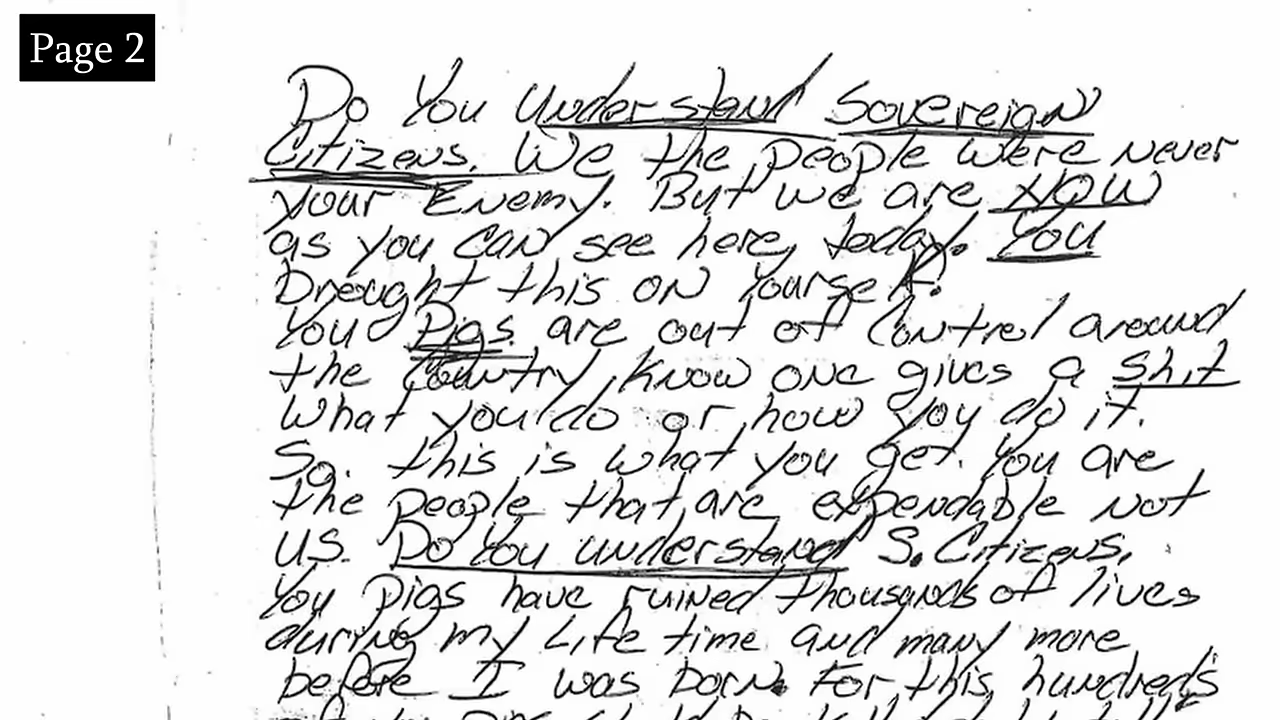 Page 2
Do You Understand Sovereign
Citizens. We the people were never
your Enemy. But we are NOW
as you can see here, today. You
Brought this on Yourself!
You Pigs are out of Control around
the Country, Know one gives a shit
what you do or how you do it.
So. this is what you get. You are
the people that are expendable not
us. Do You understand S. Citizens.
You Pigs have ruined thousands of lives
during my Life time and many more
before I was born. For this, hundreds